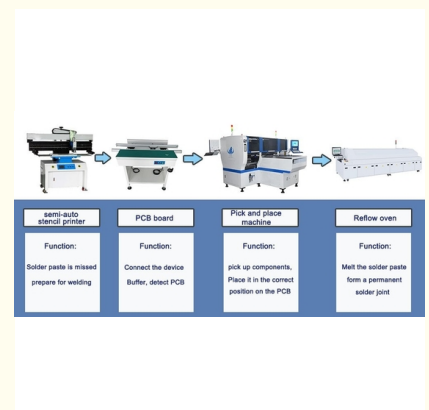 semi-auto
stencil printer
Function:
Solder paste is missed
prepare for welding
PCB board
Function:
Connect the device
Buffer, detect PCB
Pick and place
machine
Function:
pick up components,
Place it in the correct
position on the PCB
Reflow oven
Function:
Melt the solder paste
form a permanent
solder joint